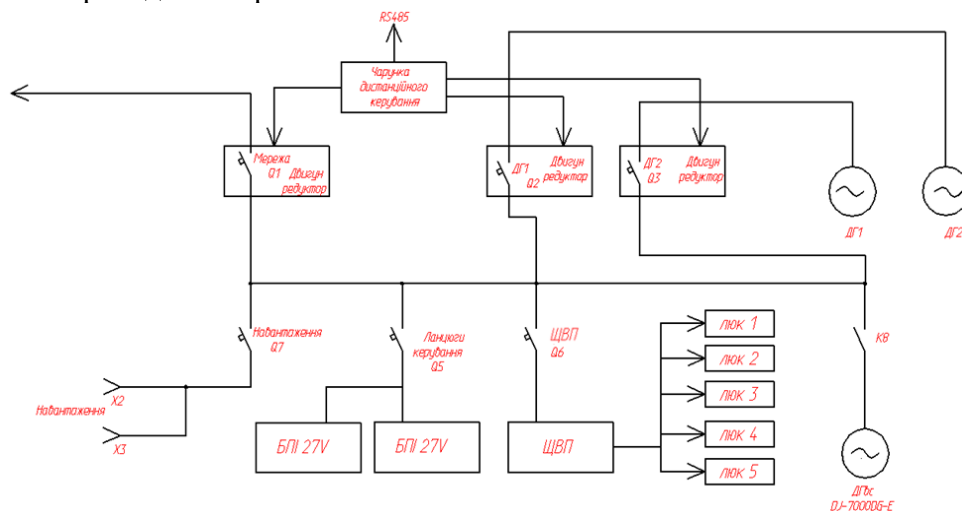 RS485
Чарунка
дистанційного
керування
Мережа
Q1
Двигун
редуктор
ДГ1
Q2
Двигун
редуктор
ДГ2
Q3
Двигун
редуктор
ДГ1
ДГ2
Навантаження
Q7
Ланцюги
керування
Q5
ЩВП
Q6
люк 1
люк 2
люк 3
люк 4
люк 5
КВ
X2
Навантаження
X3
БПІ 27V
БПІ 27V
ЩВП
ДГвс
DJ-7000DG-E